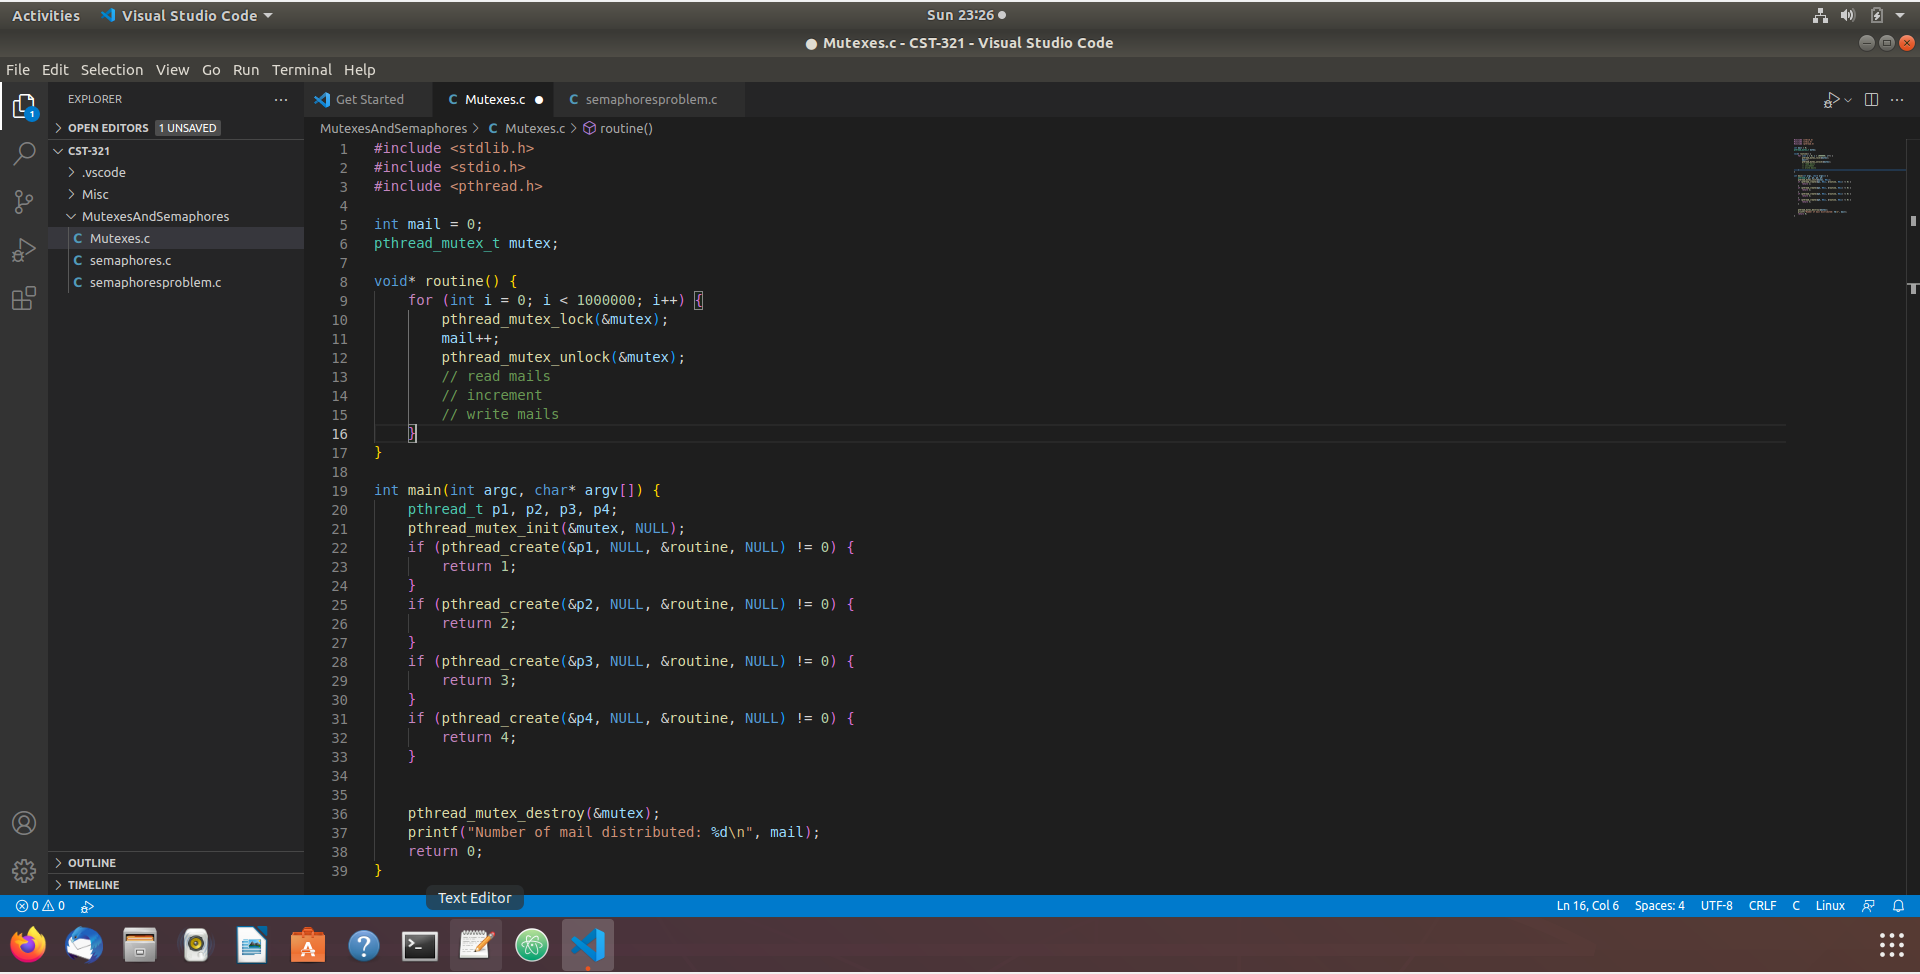 Activities Visual Studio Code Sun 23:26
Mutexes.c - CST-321 - Visual Studio Code
File Edit Selection View Go Run Terminal Help
EXPLORER
OPEN EDITORS 1 UNSAVED
CST-321
.vscode
Misc
MutexesAndSemaphores
C Mutexes.c
C semaphores.c
C semaphoresproblem.c
OUTLINE
TIMELINE
1
Get Started C Mutexes.c C semaphoresproblem.c
MutexesAndSemaphores > C Mutexes.c > routine()
1 #include <stdlib.h>
2 #include <stdio.h>
3 #include <pthread.h>
4
5 int mail = 0;
6 pthread_mutex_t mutex;
7
8 void* routine() {
9     for (int i = 0; i < 1000000; i++) {
10         pthread_mutex_lock(&mutex);
11         mail++;
12         pthread_mutex_unlock(&mutex);
13         // read mails
14         // increment
15         // write mails
16     }
17 }
18
19 int main(int argc, char* argv[]) {
20     pthread_t p1, p2, p3, p4;
21     pthread_mutex_init(&mutex, NULL);
22     if (pthread_create(&p1, NULL, &routine, NULL) != 0) {
23         return 1;
24     }
25     if (pthread_create(&p2, NULL, &routine, NULL) != 0) {
26         return 2;
27     }
28     if (pthread_create(&p3, NULL, &routine, NULL) != 0) {
29         return 3;
30     }
31     if (pthread_create(&p4, NULL, &routine, NULL) != 0) {
32         return 4;
33     }
34
35
36     pthread_mutex_destroy(&mutex);
37     printf("Number of mail distributed: %d\n", mail);
38     return 0;
39 }
Text Editor
0 0 Ln 16, Col 6 Spaces: 4 UTF-8 CRLF C Linux